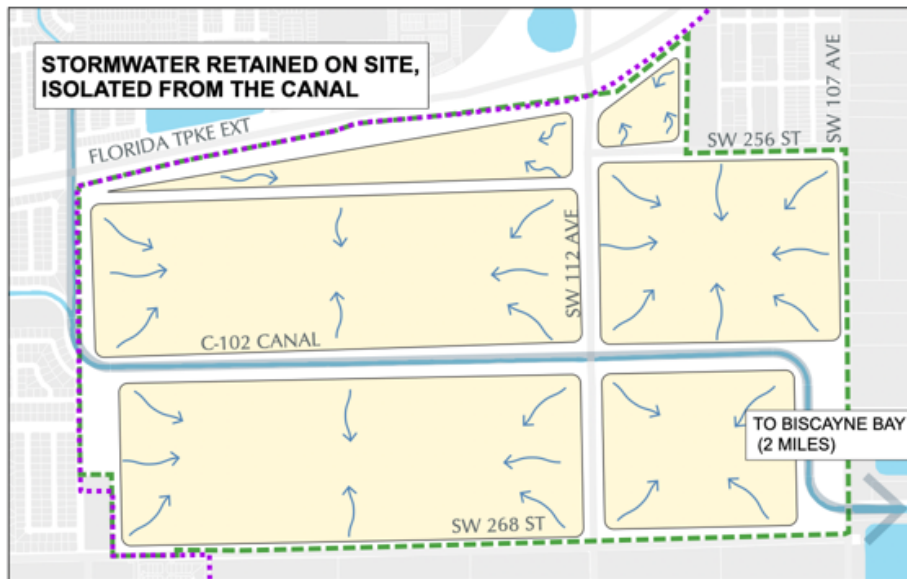 STORMWATER RETAINED ON SITE,
ISOLATED FROM THE CANAL
FLORIDA TPKE EXT
SW 256 ST
SW 107 AVE
SW 112 AVE
C-102 CANAL
TO BISCAYNE BAY
(2 MILES)
SW 268 ST